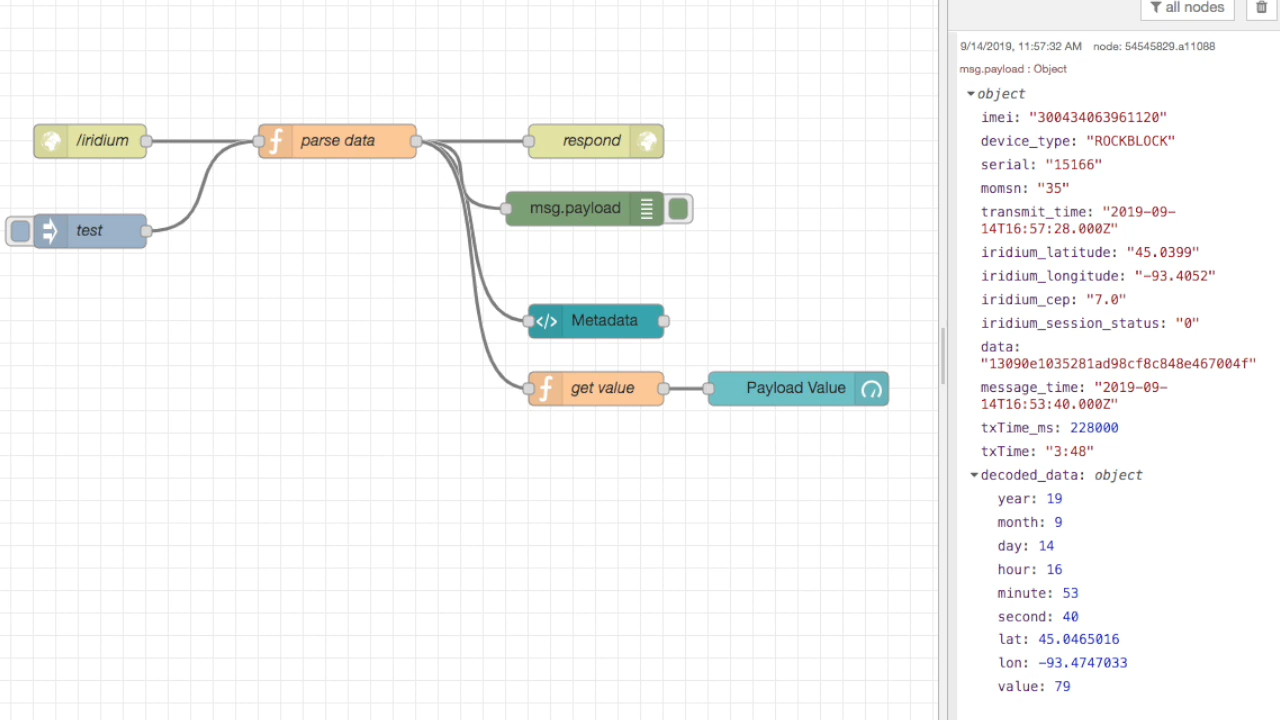 all nodes
9/14/2019, 11:57:32 AM node: 54545829.a11088
msg.payload : Object
object
imei: "300434063961120"
device_type: "ROCKBLOCK"
serial: "15166"
momsn: "35"
transmit_time: "2019-09-
14T16:57:28.000Z"
iridium_latitude: "45.0399"
iridium_longitude: "-93.4052"
iridium_cep: "7.0"
iridium_session_status: "0"
data:
"13090e1035281ad98cf8c848e467004f"
message_time: "2019-09-
14T16:53:40.000Z"
txTime_ms: 228000
txTime: "3:48"
decoded_data: object
year: 19
month: 9
day: 14
hour: 16
minute: 53
second: 40
lat: 45.0465016
lon: -93.4747033
value: 79
/iridium
parse data
respond
msg.payload
test
Metadata
get value
Payload Value